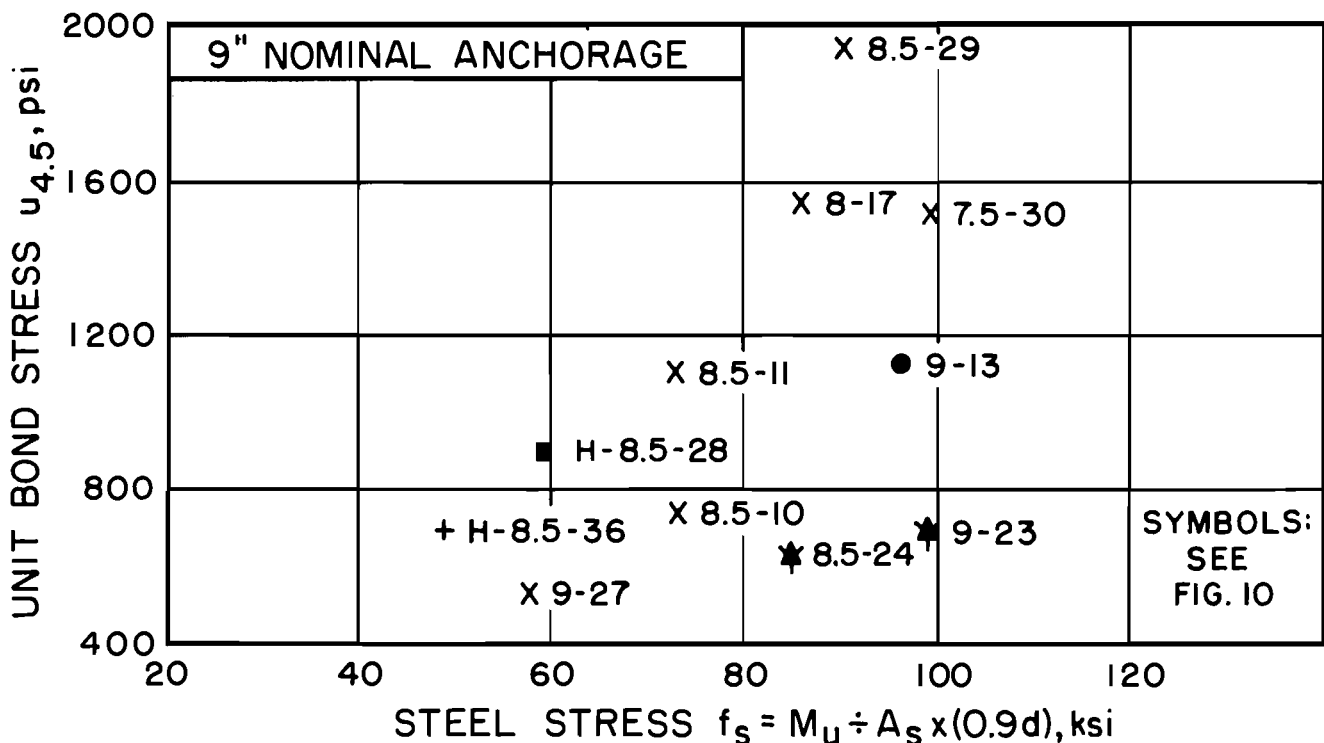 2000
9" NOMINAL ANCHORAGE
X 8.5-29
1600
X 8-17
X 7.5-30
1200
X 8.5-11
9-13
H-8.5-28
800
X 8.5-10
+ H-8.5-36
9-23
8.5-24
X 9-27
SYMBOLS:
SEE
FIG. 10
400
20 40 60 80 100 120
STEEL STRESS fs = Mu ÷ As x (0.9d), ksi
UNIT BOND STRESS u4.5, psi